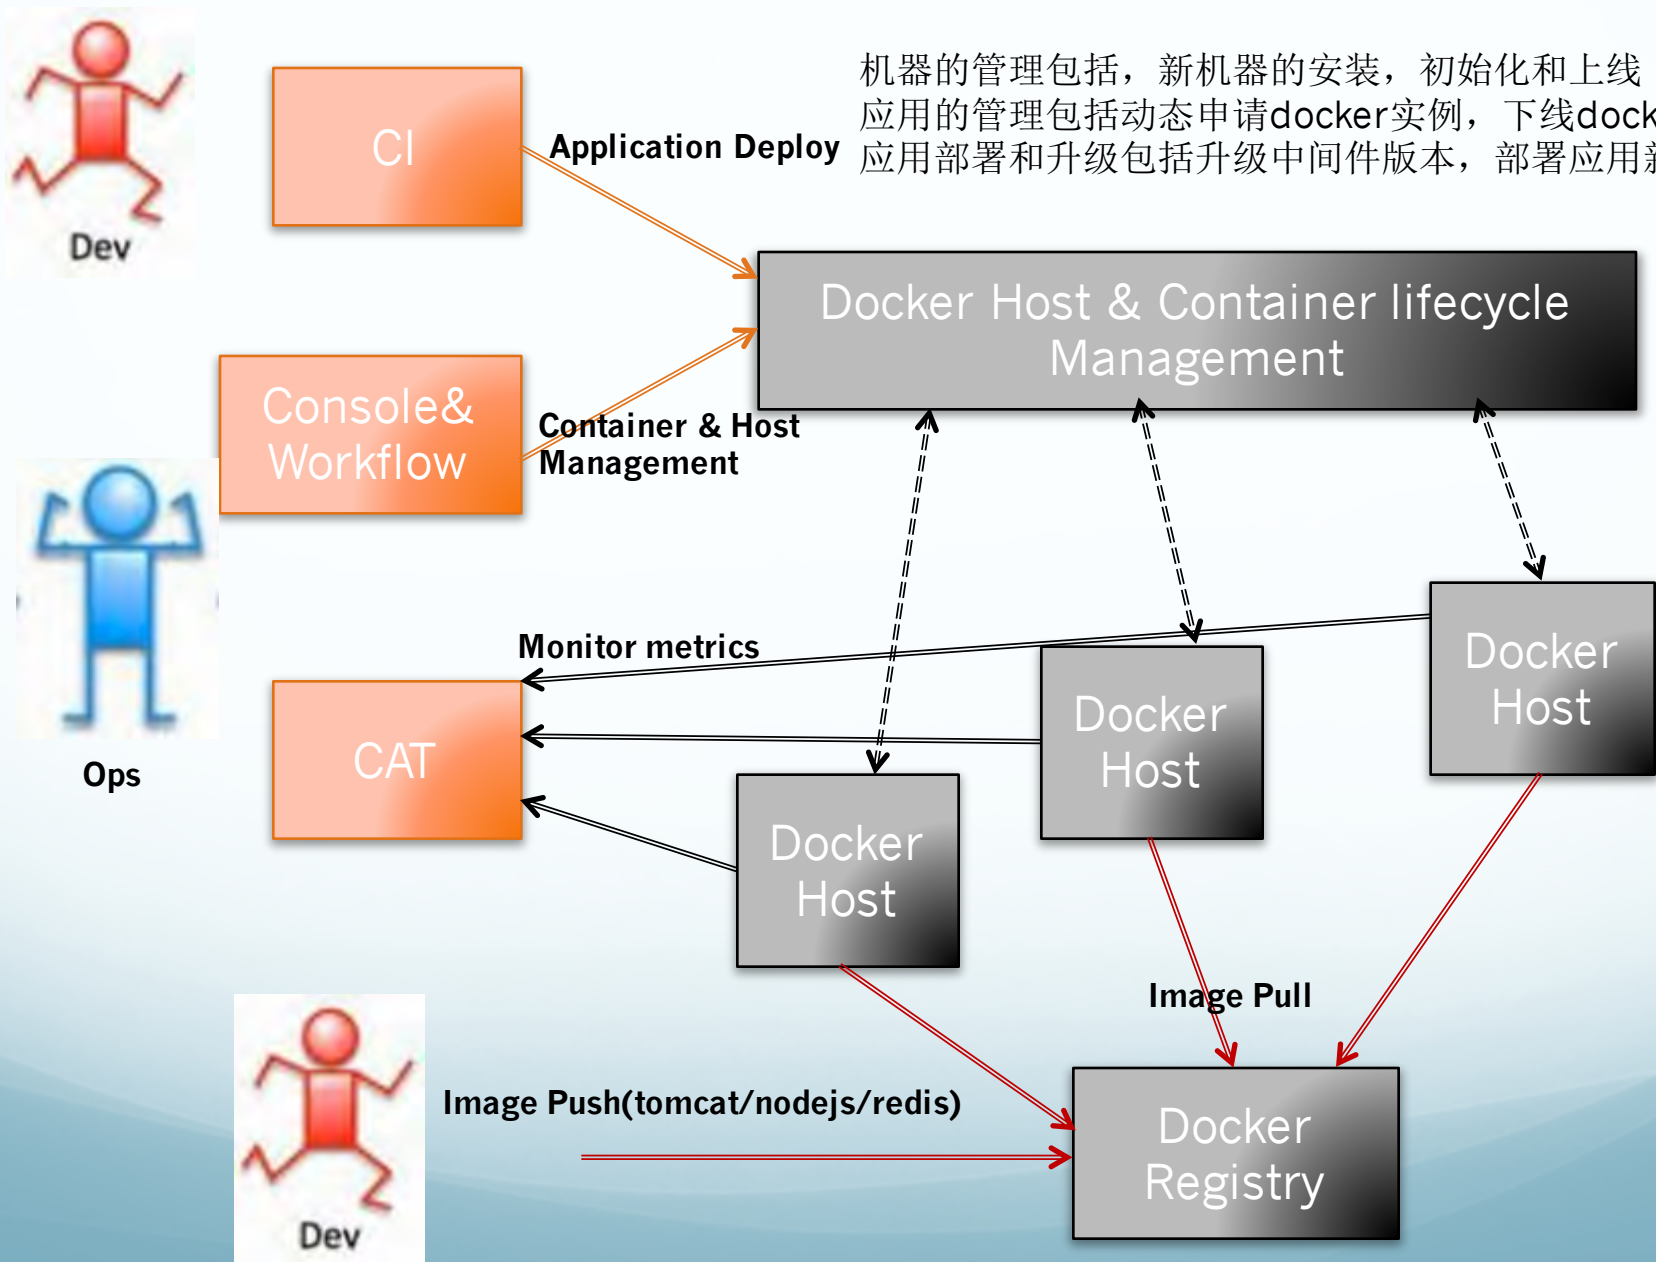 机器的管理包括，新机器的安装，初始化和上线
应用的管理包括动态申请docker实例，下线dock
应用部署和升级包括升级中间件版本，部署应用
CI
Application Deploy
Dev
Docker Host & Container lifecycle
Management
Console&
Workflow
Container & Host
Management
Monitor metrics
Docker
Host
Docker
Host
CAT
Ops
Docker
Host
Image Pull
Image Push(tomcat/nodejs/redis)
Docker
Registry
Dev